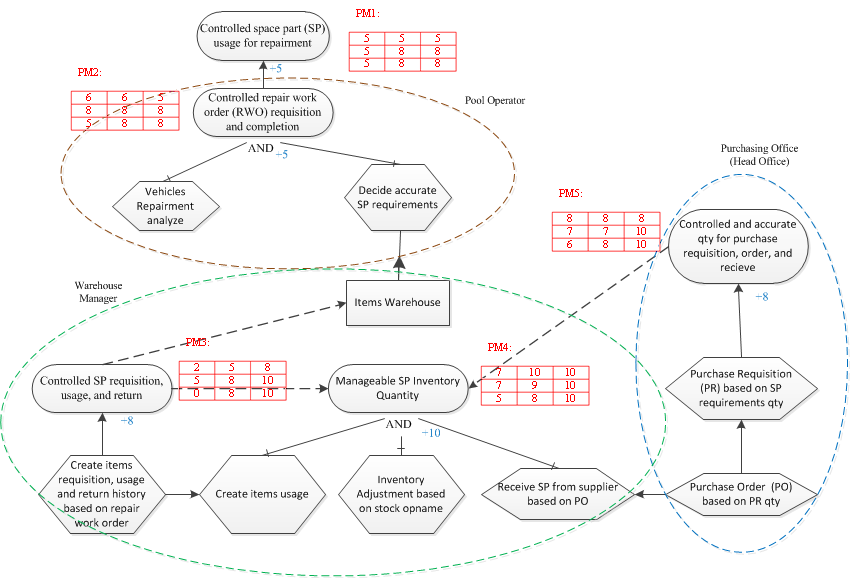 PM1:
Controlled space part (SP)
usage for repairment
5 5 5
5 8 8
5 8 8
÷5
PM2:
6 6 5
8 8 8
5 8 8
Controlled repair work
order (RWO) requisition
and completion
Pool Operator
AND
÷5
Vehicles
Repairment
analyze
Decide accurate
SP requirements
Purchasing Office
(Head Office)
PM5:
8 8 8
7 7 10
6 8 10
Controlled and accurate
qty for purchase
requisition, order, and
recieve
÷8
Warehouse
Manager
Items Warehouse
PM3:
2 5 8
5 8 10
0 8 10
PM4:
7 10 10
7 9 10
5 8 10
Controlled SP requisition,
usage, and return
÷8
Manageable SP Inventory
Quantity
AND
÷10
Purchase Requisition
(PR) based on SP
requirements qty
Create items
requisition, usage
and return history
based on repair
work order
Create items usage
Inventory
Adjustment based
on stock opname
Receive SP from supplier
based on PO
Purchase Order  (PO)
based on PR qty